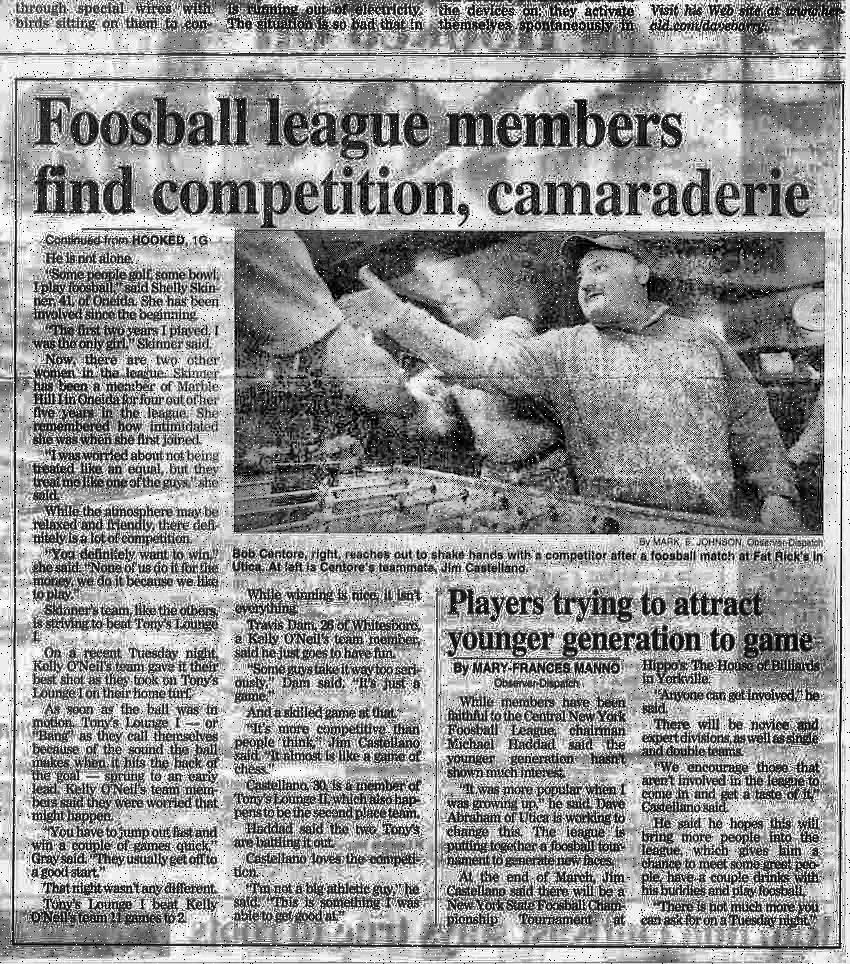 through special wires with
birds sitting on them to con-
is running out of electricity.
The situation is so bad that in
the devices on; they activate
themselves spontaneously in
Visit his Web site at www.her-
ald.com/davebarry.
Foosball league members
find competition, camaraderie
Continued from HOOKED, 1G
He is not alone.
"Some people golf, some bowl,
I play foosball," said Shelly Skin-
ner, 41, of Oneida. She has been
involved since the beginning.
"The first two years I played, I
was the only girl," Skinner said.
Now, there are two other
women in the league. Skinner
has been a member of Marble
Hill I in Oneida for four out of her
five years in the league. She
remembered how intimidated
she was when she first joined.
"I was worried about not being
treated like an equal, but they
treat me like one of the guys," she
said.
While the atmosphere may be
relaxed and friendly, there defi-
nitely is a lot of competition.
"You definitely want to win,"
she said. "None of us do it for the
money, we do it because we like
to play."
Skinner's team, like the others,
is striving to beat Tony's Lounge
I.
On a recent Tuesday night,
Kelly O'Neil's team gave it their
best shot as they took on Tony's
Lounge I on their home turf.
As soon as the ball was in
motion, Tony's Lounge I — or
"Bang" as they call themselves
because of the sound the ball
makes when it hits the back of
the goal — sprung to an early
lead. Kelly O'Neil's team mem-
bers said they were worried that
might happen.
"You have to jump out fast and
win a couple of games quick,"
Gray said. "They usually get off to
a good start."
That night wasn't any different.
Tony's Lounge I beat Kelly
O'Neil's team 11 games to 2.
By MARK E. JOHNSON, Observer-Dispatch
Bob Cantore, right, reaches out to shake hands with a competitor after a foosball match at Fat Rick's in
Utica. At left is Cantore's teammate, Jim Castellano.
While winning is nice, it isn't
everything.
Travis Dam, 26 of Whitesboro,
a Kelly O'Neil's team member,
said he just goes to have fun.
"Some guys take it way too seri-
ously," Dam said. "It's just a
game."
And a skilled game at that.
"It's more competitive than
people think," Jim Castellano
said. "It almost is like a game of
chess."
Castellano, 30, is a member of
Tony's Lounge II, which also hap-
pens to be the second place team.
Haddad said the two Tony's
are battling it out.
Castellano loves the competi-
tion.
"I'm not a big athletic guy," he
said. "This is something I was
able to get good at."
Players trying to attract
younger generation to game
By MARY-FRANCES MANNO
Observer-Dispatch
While members have been
faithful to the Central New York
Foosball League, chairman
Michael Haddad said the
younger generation hasn't
shown much interest.
"It was more popular when I
was growing up," he said. Dave
Abraham of Utica is working to
change this. The league is
putting together a foosball tour-
nament to generate new faces.
At the end of March, Jim
Castellano said there will be a
New York State Foosball Cham-
pionship Tournament at
Hippo's The House of Billiards
in Yorkville.
"Anyone can get involved," he
said.
There will be novice and
expert divisions, as well as single
and double teams.
"We encourage those that
aren't involved in the league to
come in and get a taste of it,"
Castellano said.
He said he hopes this will
bring more people into the
league, which gives him a
chance to meet some great peo-
ple, have a couple drinks with
his buddies and play foosball.
"There is not much more you
can ask for on a Tuesday night."